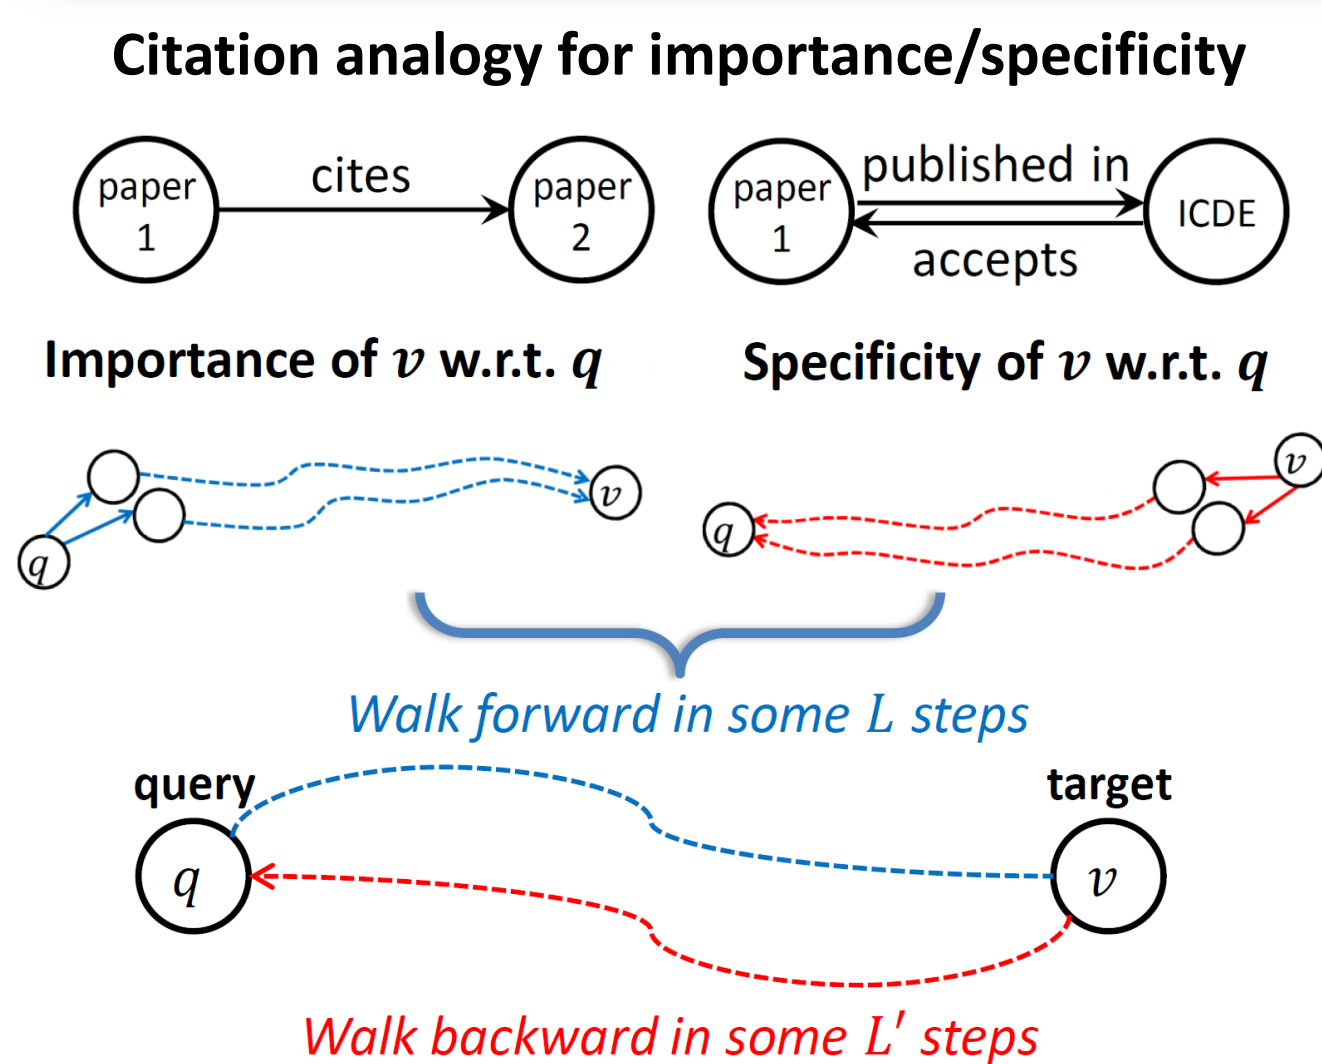 Citation analogy for importance/specificity
paper
1
cites
paper
2
paper
1
published in
accepts
ICDE
Importance of v w.r.t. q
Specificity of v w.r.t. q
q
v
q
v
Walk forward in some L steps
query
q
target
v
Walk backward in some L′ steps